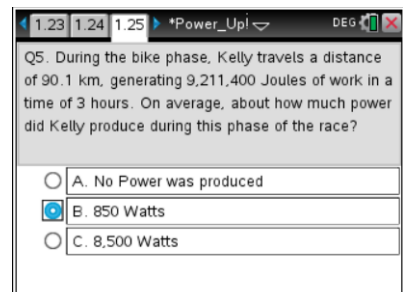 1.23 1.24 1.25 *Power_Up! DEG
Q5. During the bike phase, Kelly travels a distance
of 90.1 km, generating 9,211,400 Joules of work in a
time of 3 hours. On average, about how much power
did Kelly produce during this phase of the race?
A. No Power was produced
B. 850 Watts
C. 8,500 Watts